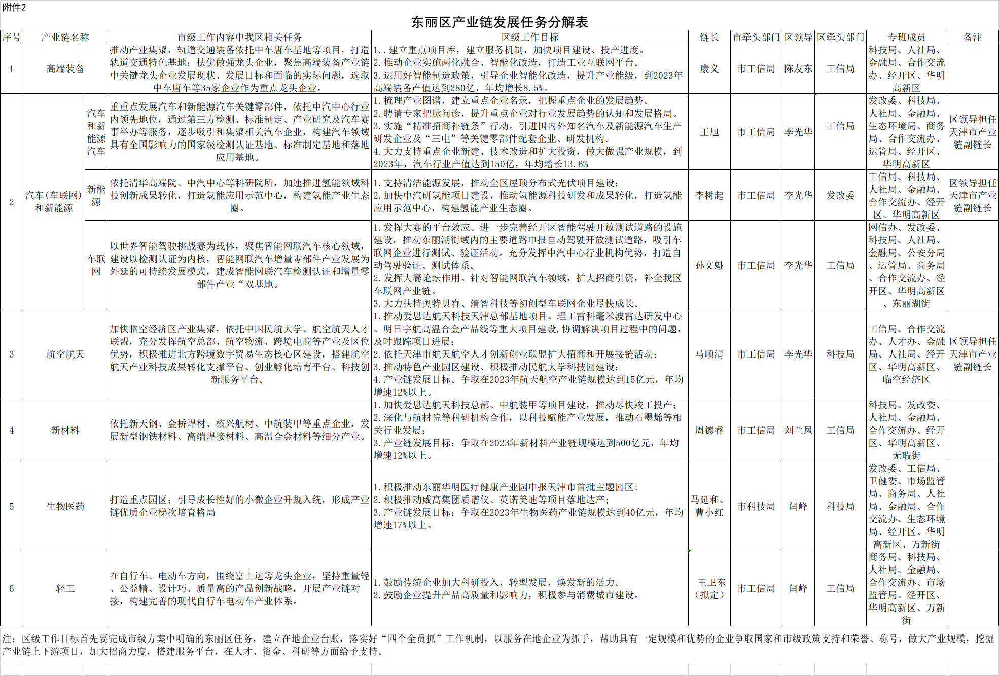 附件2
东丽区产业链发展任务分解表
序号 产业链名称 市级工作内容中我区相关任务 区级工作目标 链长 市牵头部门 区领导 区牵头部门 专班成员 备注
1
高端装备
推动产业集聚，轨道交通装备依托中车唐车基地等项目，打造
轨道交通特色基地；扶优做强龙头企业，聚焦高端装备产业链
中关键龙头企业发展现状、发展目标和面临的实际问题，选取
中车唐车等35家企业作为重点龙头企业。
1..建立重点项目库，建立服务机制，加快项目建设、投产进度。
2.推动企业实施两化融合、智能化改造，打造工业互联网平台。
3.运用好智能制造政策，引导企业智能化改造，提升产业能级，到2023年
高端装备产值达到280亿，年均增长8.5%。
康义
市工信局
陈友东
工信局
科技局、人社局、
金融局、合作交流
办、经开区、华明
高新区
2
汽车(车联网)
和新能源
汽车
和新
能源
汽车
重重点发展汽车和新能源汽车关键零部件，依托中汽中心行业
内领先地位，通过第三方检测、标准制定、产业研究及汽车赛
事举办等服务，逐步吸引和集聚相关汽车企业，构建汽车领域
具有全国影响力的国家级检测认证基地、标准制定基地和落地
应用基地。
1.梳理产业图谱，建立重点企业名录，把握重点企业的发展趋势。
2.聘请专家把脉问诊，提升重点企业对行业发展趋势的认知和发展格局。
3.实施“精准招商补链条”行动。引进国内外知名汽车及新能源汽车生产
研发企业及“三电”等关键零部件配套企业、研发机构。
4.大力支持重点企业新建、技术改造和扩大投资，做大做强产业规模，到
2023年，汽车行业产值达到150亿，年均增长13.6%
王旭
市工信局
李光华
工信局
发改委、科技局、
人社局、金融局、
生态环境局、商务
局、合作交流办、
运管局、经开区、
华明高新区
区领导担任
天津市产业
链副链长
新能
源
依托清华高端院、中汽中心等科研院所，加速推进氢能领域科
技创新成果转化，打造氢能应用示范中心，构建氢能产业生态
圈。
1.支持清洁能源发展，推动全区屋顶分布式光伏项目建设；
2.加快中汽研氢能项目建设，推动氢能源科技研发和成果转化，打造氢能
应用示范中心，构建氢能产业生态圈。
李树起
市工信局
李光华
发改委
工信局、科技局、
人社局、金融局、
合作交流办、经开
区、华明高新区
区领导担任
天津市产业
链副链长
车联
网
以世界智能驾驶挑战赛为载体，聚焦智能网联汽车核心领域，
建设以检测认证为内核，智能网联汽车增量零部件产业发展为
外延的可持续发展模式，建成智能网联汽车检测认证和增量零
部件产业“双基地。
1.发挥大赛的平台效应。进一步完善经开区智能驾驶开放测试道路的设施
建设，推动东丽湖街域内的主要道路申报自动驾驶开放测试道路，吸引车
联网企业进行测试、验证活动。充分发挥中汽中心行业机构优势，打造自
动驾驶验证、测试体系。
2.发挥大赛论坛作用。针对智能网联汽车领域，扩大招商引资，补全我区
车联网产业链。
3.大力扶持奥特贝睿、清智科技等初创型车联网企业尽快成长。
孙文魁
市工信局
李光华
工信局
网信办、发改委、
科技局、人社局、
金融局、公安分局
、运管局、商务局
、合作交流办、经
开区、华明高新区
、东丽湖街
3
航空航天
加快临空经济区产业集聚，依托中国民航大学、航空航天人才
联盟，充分发挥航空总部、航空物流、跨境电商等产业及区位
优势，积极推进北方跨境数字贸易生态核心区建设，搭建航空
航天产业科技成果转化支撑平台、创业孵化培育平台、科技创
新服务平台。
1.推动爱思达航天科技天津总部基地项目、理工雷科毫米波雷达研发中心
、明日宇航高温合金产品线等重大项目建设,协调解决项目过程中的问题，
及时跟踪项目进展；
2.依托天津市航天航空人才创新创业联盟扩大招商和开展接链活动；
3.推动特色产业园区建设、积极推动民航大学科技园建设；
4.产业链发展目标。争取在2023年航天航空产业链规模达到15亿元，年均
增速12%以上。
马顺清
市工信局
李光华
科技局
工信局、合作交流
办、人才办、金融
局、人社局、经开
区、华明高新区、
临空经济区
区领导担任
天津市产业
链副链长
4
新材料
依托新天钢、金桥焊材、核兴航材、中航装甲等重点企业，发
展新型钢铁材料、高端焊接材料、高温合金材料等细分产业。
1.加快爱思达航天科技总部、中航装甲等项目建设，推动尽快竣工投产；
2.深化与航材院等科研机构合作，以科技赋能产业发展，推动石墨烯等相
关行业发展；
3.产业链发展目标：争取在2023年新材料产业链规模达到500亿元，年均
增速12%以上。
周德睿
市工信局
刘兰凤
工信局
科技局、发改委、
人社局、金融局、
合作交流办、经开
区、华明高新区、
无瑕街
5
生物医药
打造重点园区；引导成长性好的小微企业升规入统，形成产业
链优质企业梯次培育格局
1.积极推动东丽华明医疗健康产业园申报天津市首批主题园区；
2.积极推动威高集团质谱仪、英诺美迪等项目落地达产；
3.产业链发展目标：争取在2023年生物医药产业链规模达到40亿元，年均
增速17%以上。
马延和、
曹小红
市科技局
闫峰
科技局
发改委、工信局、
卫健委、市场监管
局、商务局、人社
局、金融局、合作
交流办、生态环境
局、经开区、华明
高新区、万新街
6
轻工
在自行车、电动车方向，围绕富士达等龙头企业，坚持重量轻
、公益精、设计巧、质量高的产品创新战略，开展产业链对
接，构建完善的现代自行车电动车产业体系。
1.鼓励传统企业加大科研投入，转型发展，焕发新的活力。
2.鼓励企业提升产品高质量和影响力，积极参与消费城市建设。
王卫东
（拟定）
市工信局
闫峰
工信局
商务局、科技局、
人社局、金融局、
合作交流办、市场
监管局、经开区、
华明高新区、万新
街
注：区级工作目标首先要完成市级方案中明确的东丽区任务，建立在地企业台账，落实好“四个全员抓”工作机制，以服务在地企业为抓手，帮助具有一定规模和优势的企业争取国家和市级政策支持和荣誉、称号，做大产业规模，挖掘
产业链上下游项目，加大招商力度，搭建服务平台，在人才、资金、科研等方面给予支持。